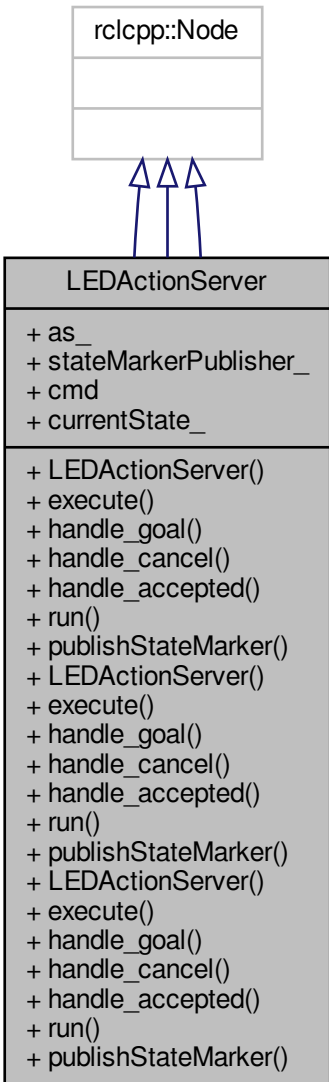 rclcpp::Node
LEDActionServer
+ as_
+ stateMarkerPublisher_
+ cmd
+ currentState_
+ LEDActionServer()
+ execute()
+ handle_goal()
+ handle_cancel()
+ handle_accepted()
+ run()
+ publishStateMarker()
+ LEDActionServer()
+ execute()
+ handle_goal()
+ handle_cancel()
+ handle_accepted()
+ run()
+ publishStateMarker()
+ LEDActionServer()
+ execute()
+ handle_goal()
+ handle_cancel()
+ handle_accepted()
+ run()
+ publishStateMarker()